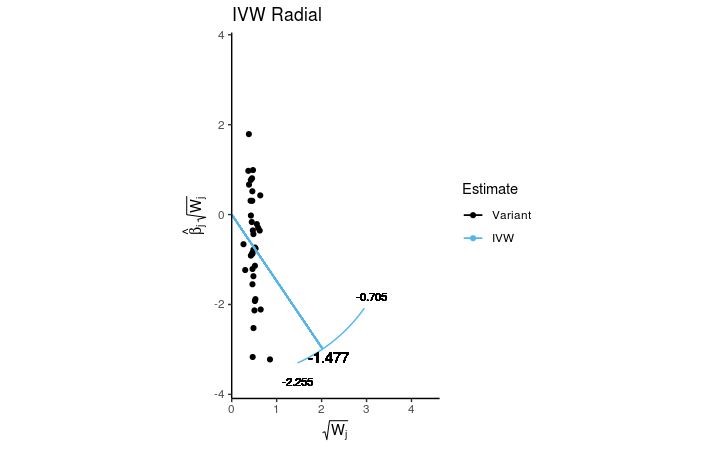 IVW Radial
β̂j√Wj
4
2
0
-2
-4
-0.705
-1.477
-2.255
0 1 2 3 4
√Wj
Estimate
Variant
IVW